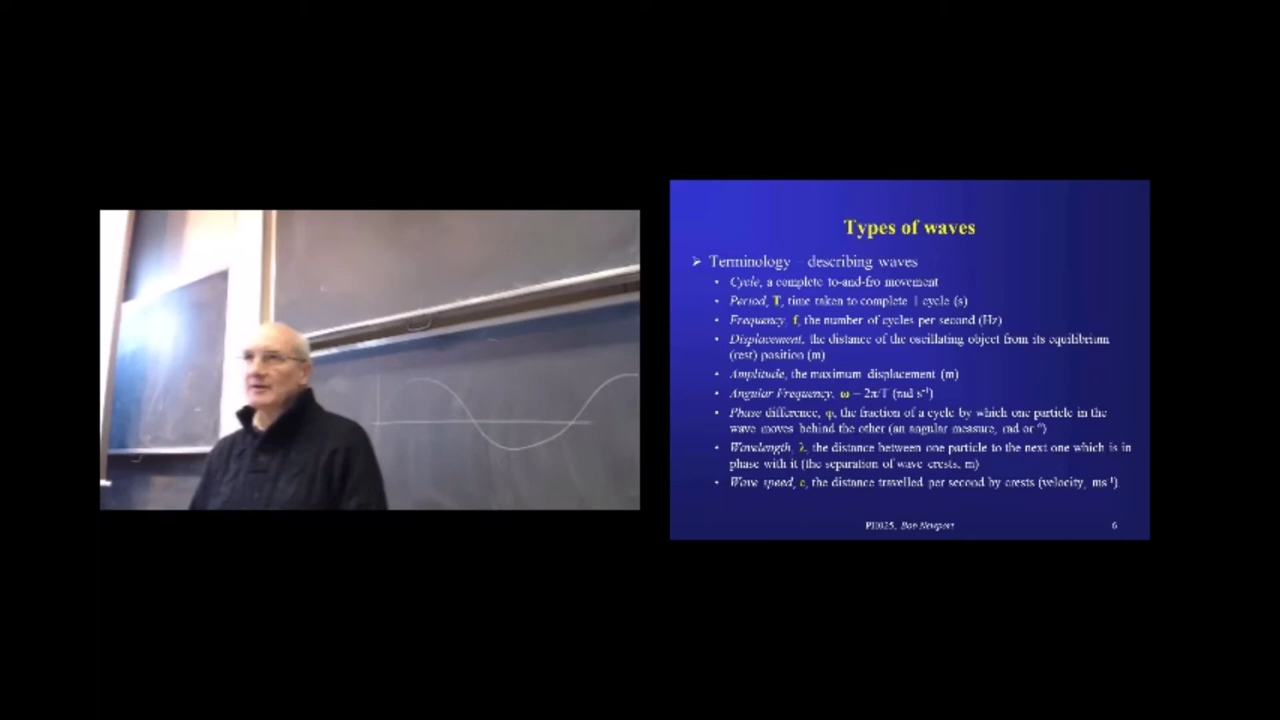 Types of waves
➢ Terminology – describing waves
• Cycle, a complete to-and-fro movement
• Period, T, time taken to complete 1 cycle (s)
• Frequency, f, the number of cycles per second (Hz)
• Displacement, the distance of the oscillating object from its equilibrium
(rest) position (m)
• Amplitude, the maximum displacement (m)
• Angular Frequency, ω = 2π/T (rad s⁻¹)
• Phase difference, φ, the fraction of a cycle by which one particle in the
wave moves behind the other (an angular measure, rad or °)
• Wavelength, λ, the distance between one particle to the next one which is in
phase with it (the separation of wave crests, m)
• Wave speed, c, the distance travelled per second by crests (velocity, ms⁻¹)
PH025, Bob Newport
6